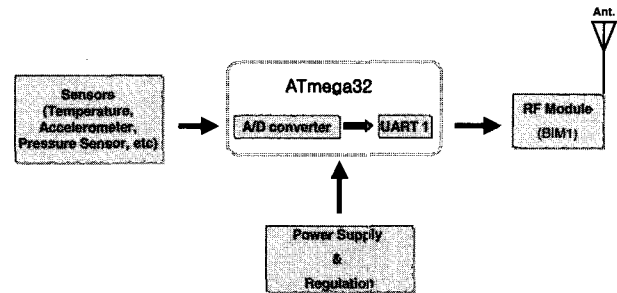 Ant.
ATmega32
Sensors
(Temperature,
Accelerometer,
Pressure Sensor, etc)
A/D converter
UART 1
RF Module
(BIM1)
Power Supply
&
Regulation